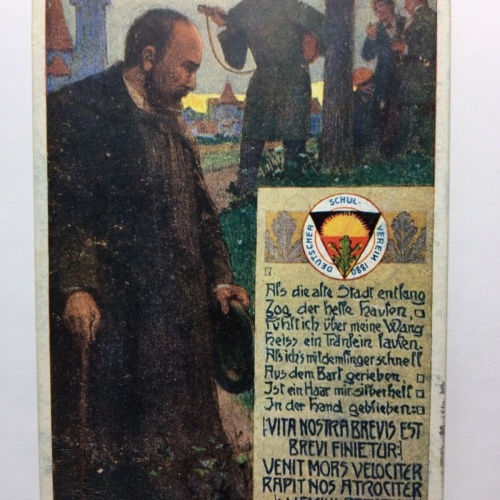 DEUTSCHER SCHUL-VEREIN 1880
17
Als die alte Stadt entlang
Zog der helle Haufen,
Fühlt ich über meine Wang
Heiss ein Tränlein laufen.
Als ich's mit dem Finger schnell
Aus dem Bart gerieben,
Ist ein Haar mir silberhell
In der Hand geblieben:
|:VITA NOSTRA BREVIS EST
BREVI FINIETUR:|
VENIT MORS VELOCITER
RAPIT NOS ATROCITER